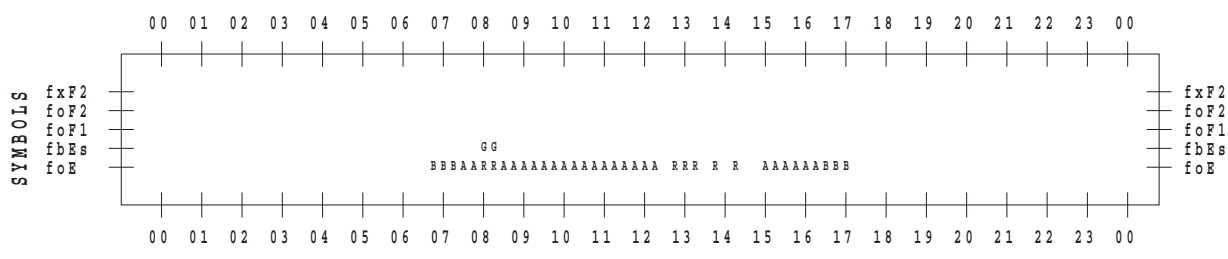 00 01 02 03 04 05 06 07 08 09 10 11 12 13 14 15 16 17 18 19 20 21 22 23 00
SYMBOLS
fxF2 fxF2
foF2 foF2
foF1 foF1
fbEs GG fbEs
foE BBBAARRAAAAAAAAAAAAAAAA RRR R R AAAAAABBB foE
00 01 02 03 04 05 06 07 08 09 10 11 12 13 14 15 16 17 18 19 20 21 22 23 00